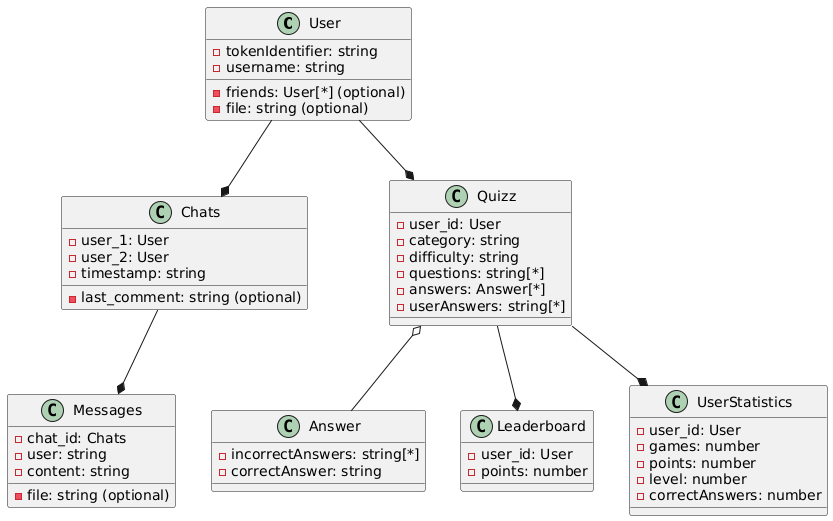 C User
tokenIdentifier: string
username: string
friends: User[*] (optional)
file: string (optional)
C Chats
user_1: User
user_2: User
timestamp: string
last_comment: string (optional)
C Quizz
user_id: User
category: string
difficulty: string
questions: string[*]
answers: Answer[*]
userAnswers: string[*]
C Messages
chat_id: Chats
user: string
content: string
file: string (optional)
C Answer
incorrectAnswers: string[*]
correctAnswer: string
C Leaderboard
user_id: User
points: number
C UserStatistics
user_id: User
games: number
points: number
level: number
correctAnswers: number